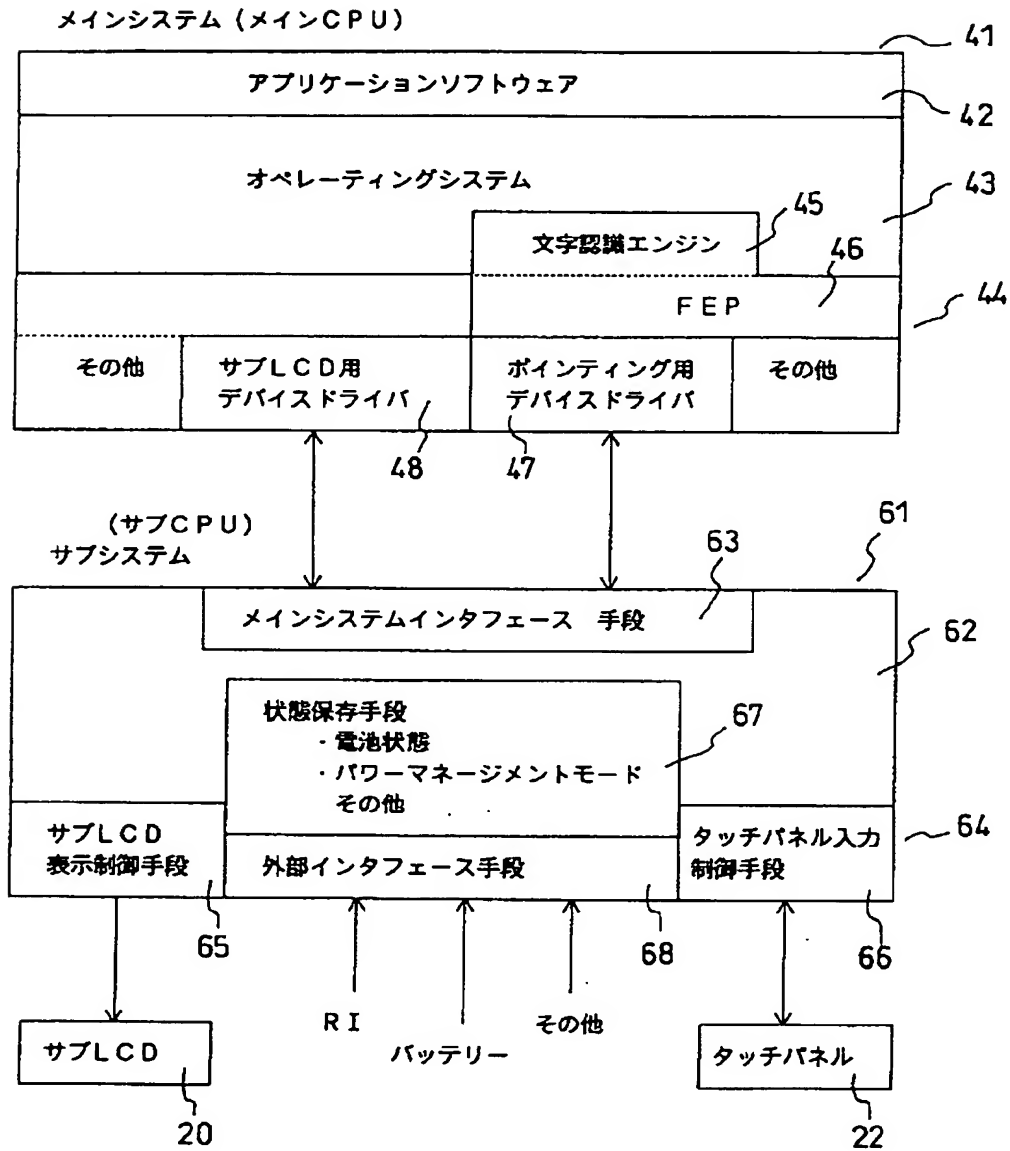 メインシステム（メインＣＰＵ）
41
アプリケーションソフトウェア
42
オペレーティングシステム
43
45
文字認識エンジン
46
ＦＥＰ
44
その他
サブＬＣＤ用
デバイスドライバ
ポインティング用
デバイスドライバ
その他
48
47
（サブＣＰＵ）
サブシステム
61
63
メインシステムインタフェース　手段
62
状態保存手段
・電池状態
・パワーマネージメントモード
その他
67
サブＬＣＤ
表示制御手段
外部インタフェース手段
タッチパネル入力
制御手段
64
65
68
66
ＲＩ
バッテリー
その他
サブＬＣＤ
タッチパネル
20
22